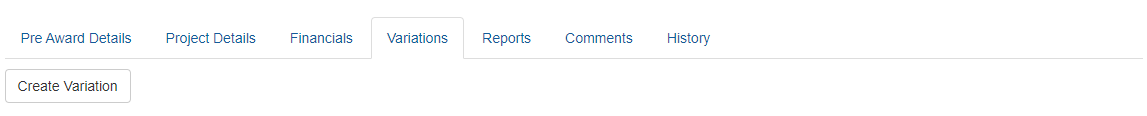 Pre Award Details Project Details Financials Variations Reports Comments History
Create Variation